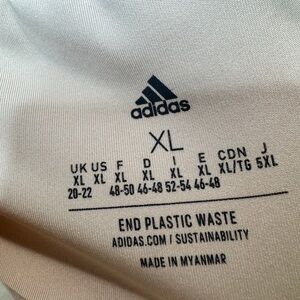 adidas
XL
UK US F D I E CDN J
XL XL XL XL XL XL XL/TG 5XL
20-22 48-50 46-48 52-54 46-48
END PLASTIC WASTE
ADIDAS.COM / SUSTAINABILITY
MADE IN MYANMAR